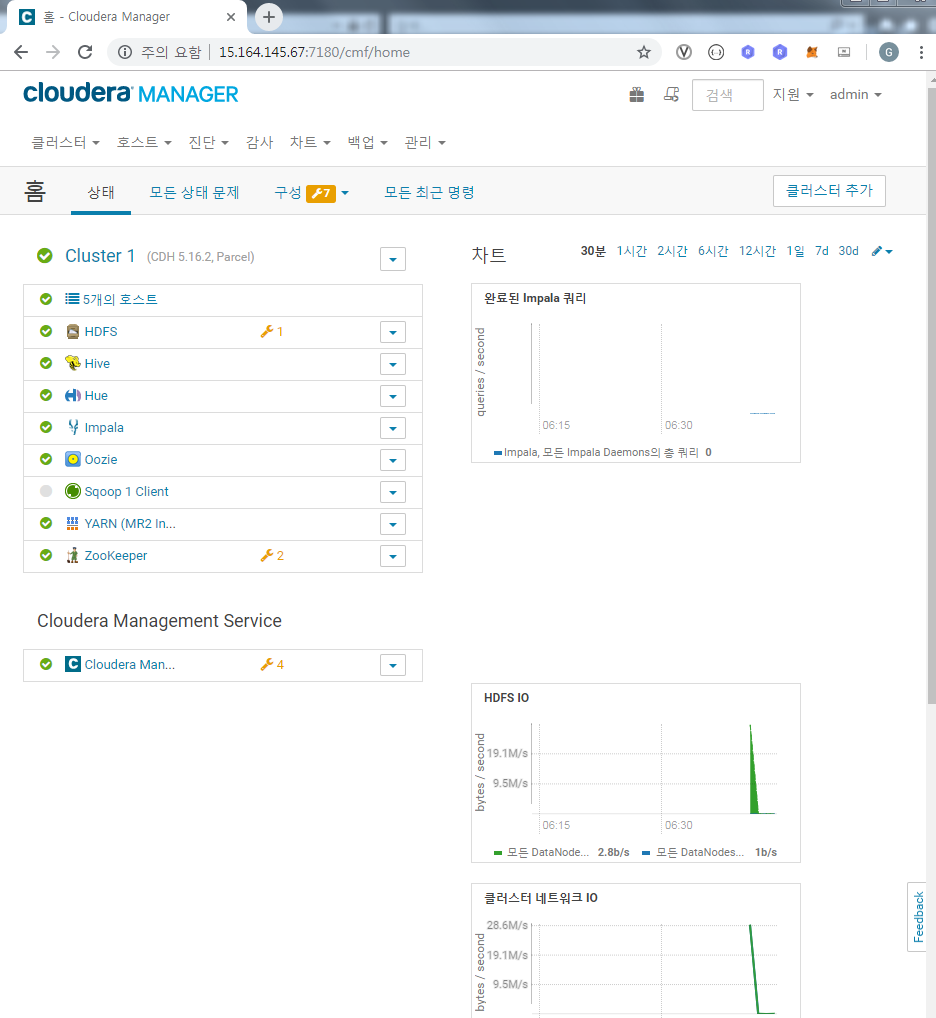 홈 - Cloudera Manager
주의 요함 | 15.164.145.67:7180/cmf/home
G
cloudera MANAGER
검색
지원
admin
클러스터
호스트
진단
감사
차트
백업
관리
홈
상태
모든 상태 문제
구성 7
모든 최근 명령
클러스터 추가
Cluster 1 (CDH 5.16.2, Parcel)
5개의 호스트
HDFS 1
Hive
Hue
Impala
Oozie
Sqoop 1 Client
YARN (MR2 In...
ZooKeeper 2
Cloudera Management Service
Cloudera Man... 4
차트
30분 1시간 2시간 6시간 12시간 1일 7d 30d
완료된 Impala 쿼리
queries / second
06:15 06:30
Impala, 모든 Impala Daemons의 총 쿼리 0
HDFS IO
bytes / second
19.1M/s
9.5M/s
06:15 06:30
모든 DataNode... 2.8b/s 모든 DataNodes... 1b/s
클러스터 네트워크 IO
bytes / second
28.6M/s
19.1M/s
9.5M/s
Feedback